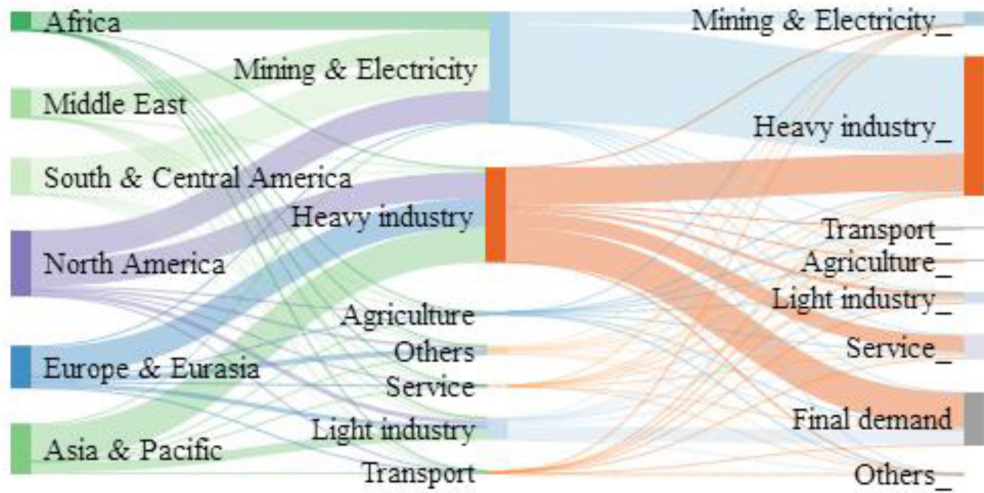 Africa
Middle East
South & Central America
North America
Europe & Eurasia
Asia & Pacific
Mining & Electricity
Heavy industry
Agriculture
Others
Service
Light industry
Transport
Mining & Electricity_
Heavy industry_
Transport_
Agriculture_
Light industry_
Service_
Final demand
Others_